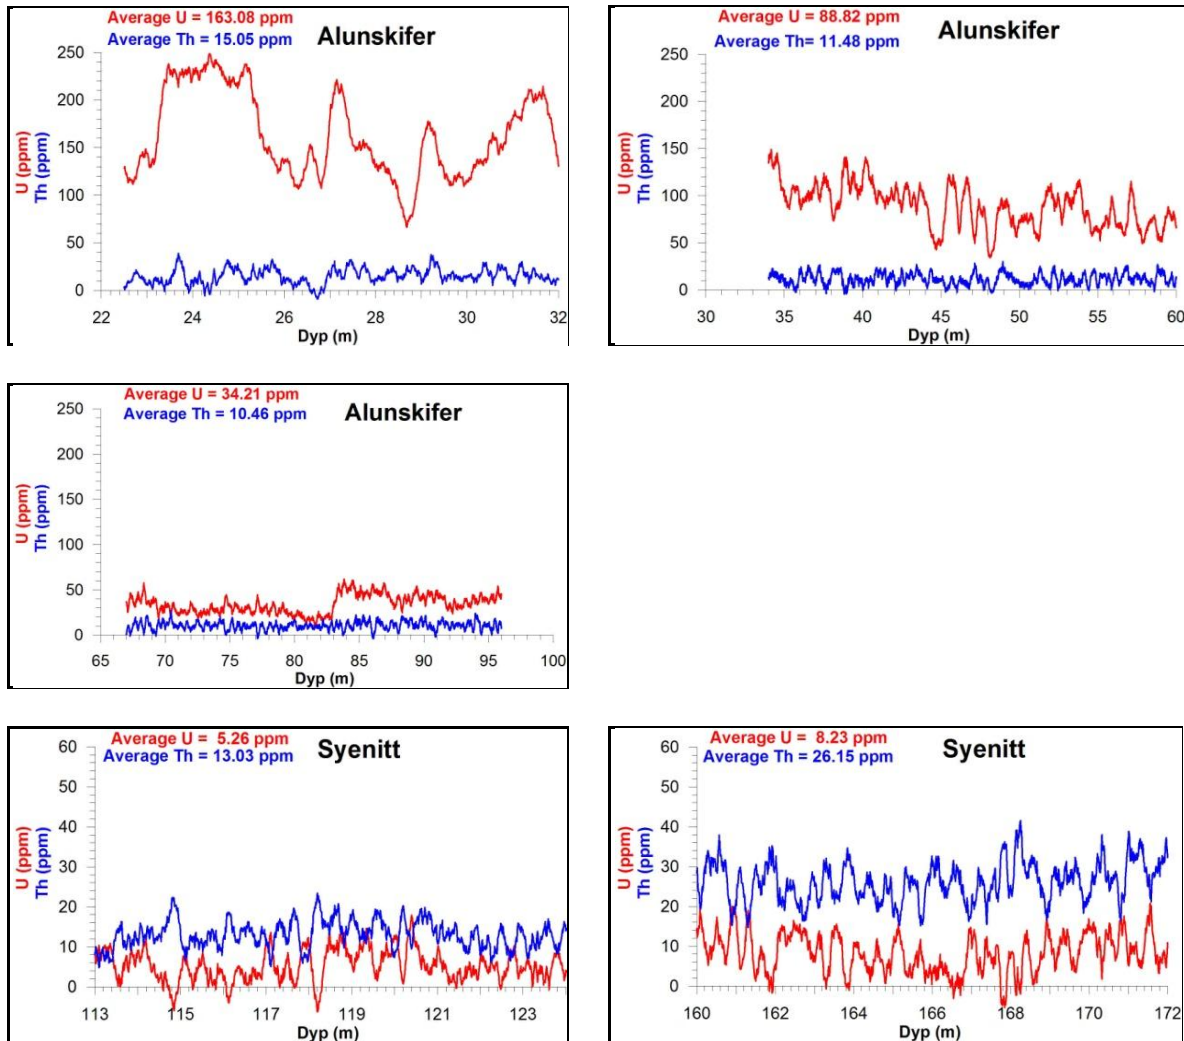 Average U = 163.08 ppm
Average Th = 15.05 ppm
Alunskifer
250
200
150
100
50
0
U (ppm)
Th (ppm)
22 24 26 28 30 32
Dyp (m)
Average U = 88.82 ppm
Average Th= 11.48 ppm
Alunskifer
250
200
150
100
50
0
U (ppm)
Th (ppm)
30 35 40 45 50 55 60
Dyp (m)
Average U = 34.21 ppm
Average Th = 10.46 ppm
Alunskifer
250
200
150
100
50
0
U (ppm)
Th (ppm)
65 70 75 80 85 90 95 100
Dyp (m)
Average U = 5.26 ppm
Average Th = 13.03 ppm
Syenitt
60
50
40
30
20
10
0
U (ppm)
Th (ppm)
113 115 117 119 121 123
Dyp (m)
Average U = 8.23 ppm
Average Th = 26.15 ppm
Syenitt
60
50
40
30
20
10
0
U (ppm)
Th (ppm)
160 162 164 166 168 170 172
Dyp (m)